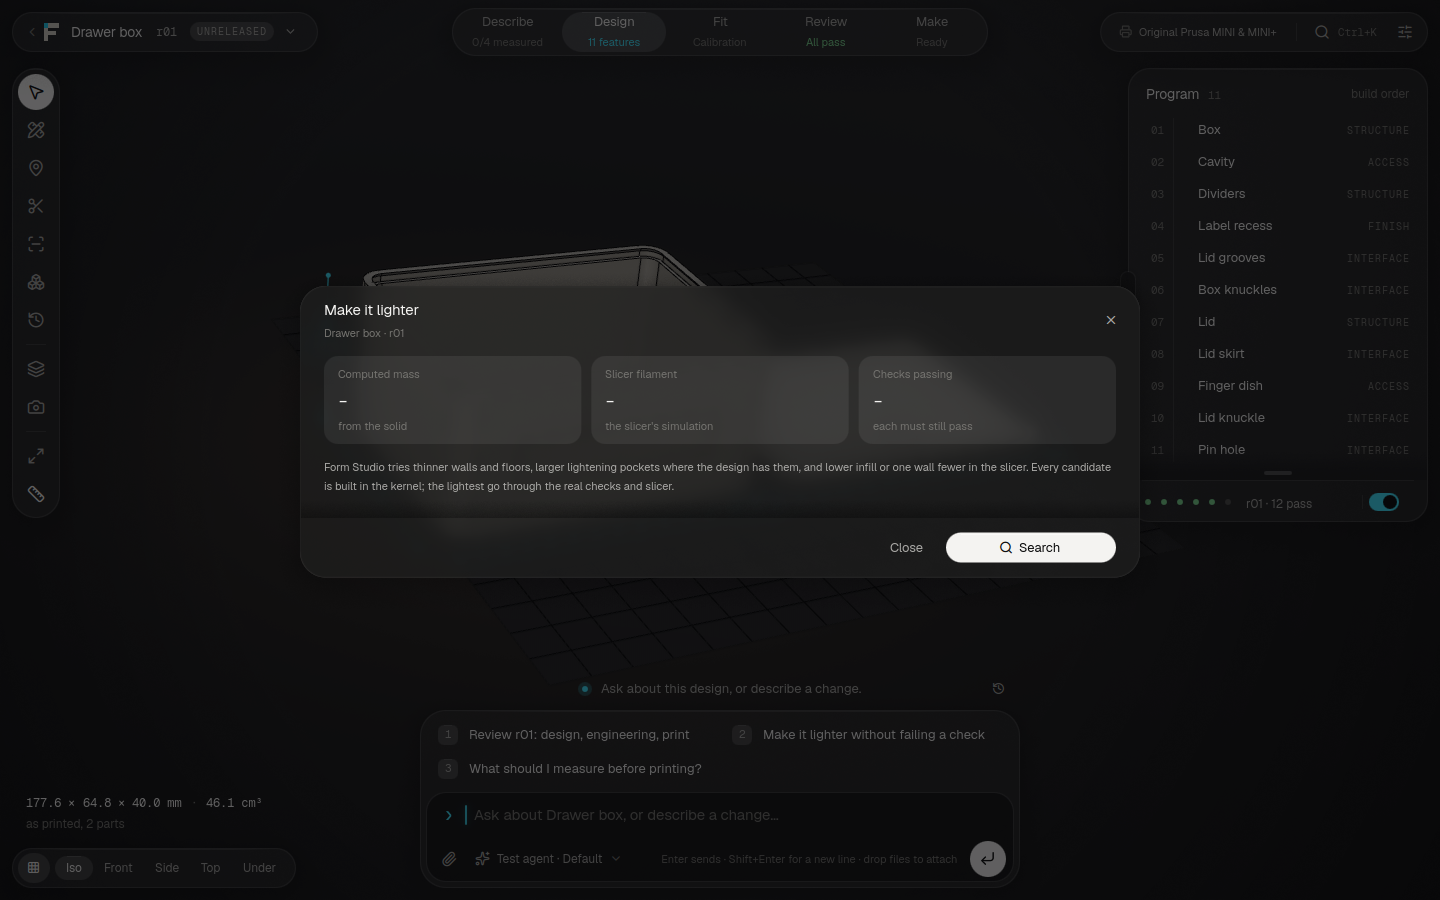 Drawer box r01 UNRELEASED
Describe
0/4 measured
Design
11 features
Fit
Calibration
Review
All pass
Make
Ready
Original Prusa MINI & MINI+
Ctrl+K
Program 11 build order
01 Box STRUCTURE
02 Cavity ACCESS
03 Dividers STRUCTURE
04 Label recess FINISH
05 Lid grooves INTERFACE
06 Box knuckles INTERFACE
07 Lid STRUCTURE
08 Lid skirt INTERFACE
09 Finger dish ACCESS
10 Lid knuckle INTERFACE
11 Pin hole INTERFACE
r01 · 12 pass
Make it lighter
Drawer box · r01
Computed mass
–
from the solid
Slicer filament
–
the slicer's simulation
Checks passing
–
each must still pass
Form Studio tries thinner walls and floors, larger lightening pockets where the design has them, and lower infill or one wall fewer in the slicer. Every candidate
is built in the kernel; the lightest go through the real checks and slicer.
Close
Search
Ask about this design, or describe a change.
1 Review r01: design, engineering, print
2 Make it lighter without failing a check
3 What should I measure before printing?
Ask about Drawer box, or describe a change...
Test agent · Default
Enter sends · Shift+Enter for a new line · drop files to attach
177.6 × 64.8 × 40.0 mm · 46.1 cm³
as printed, 2 parts
Iso Front Side Top Under